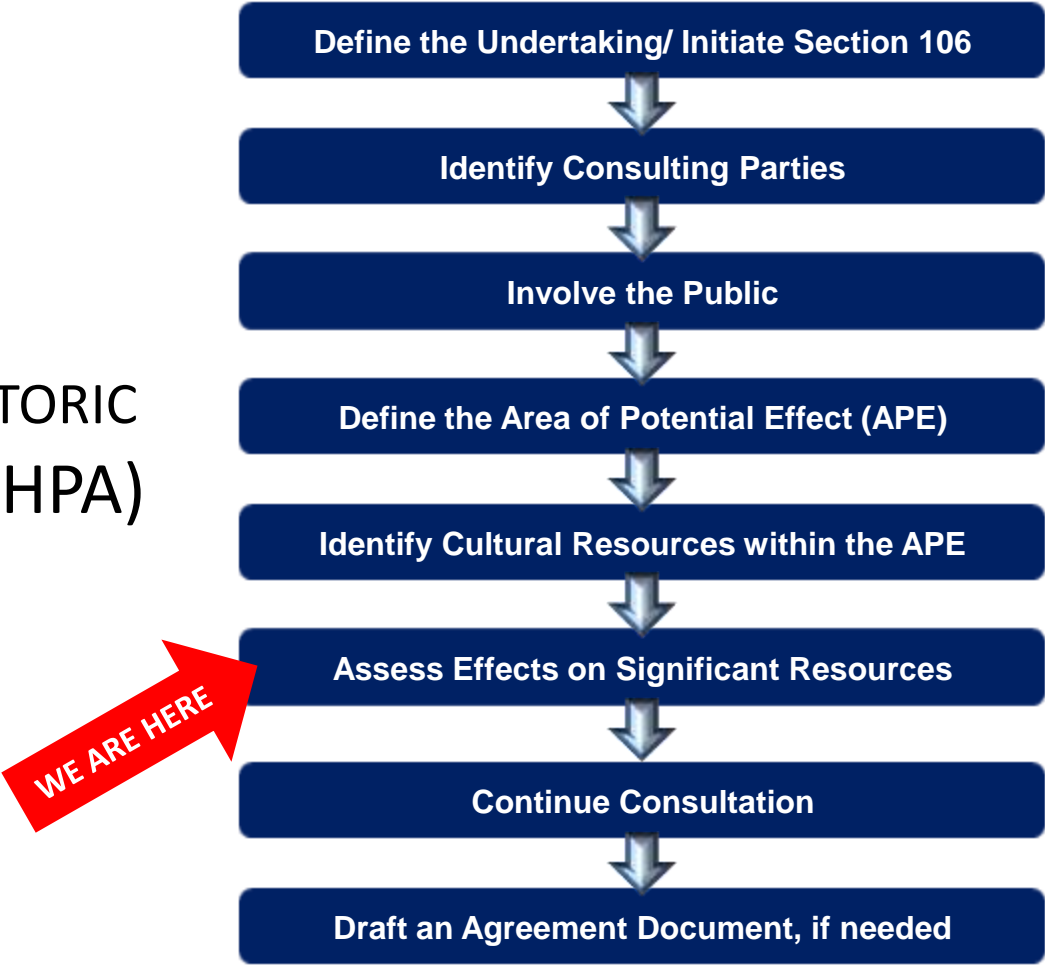 Define the Undertaking/ Initiate Section 106
Identify Consulting Parties
Involve the Public
TORIC
HPA)
Define the Area of Potential Effect (APE)
Identify Cultural Resources within the APE
Assess Effects on Significant Resources
WE ARE HERE
Continue Consultation
Draft an Agreement Document, if needed